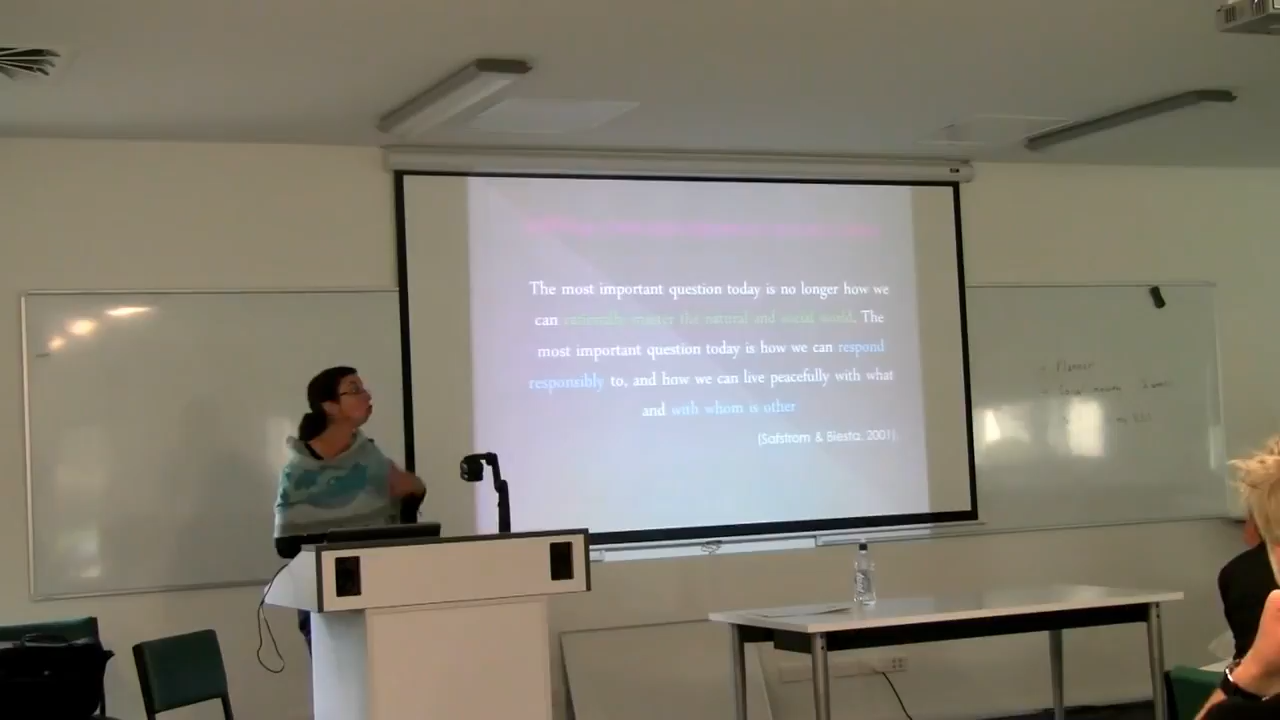 The most important question today is no longer how we
can rationally master the natural and social world. The
most important question today is how we can respond
responsibly to, and how we can live peacefully with what
and with whom is other
(Safstrom & Biesta, 2001)
Planner